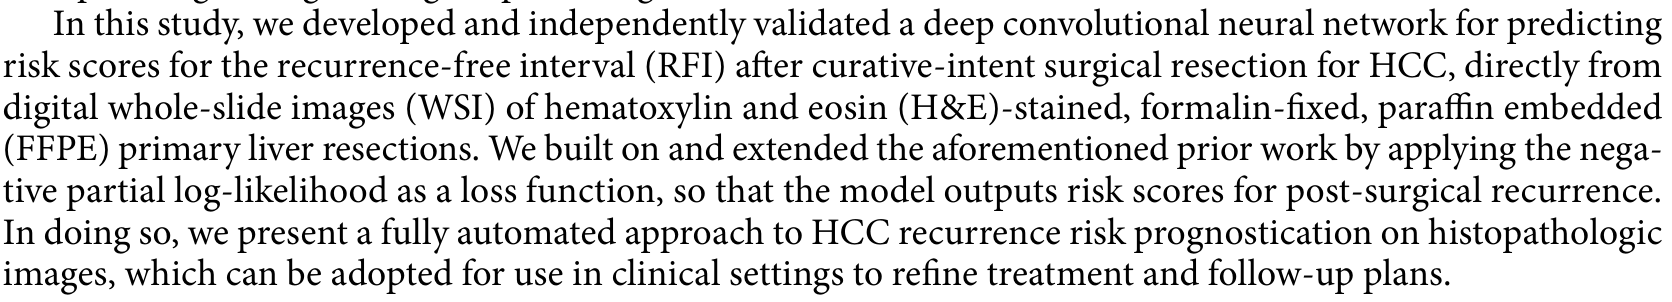 In this study, we developed and independently validated a deep convolutional neural network for predicting
risk scores for the recurrence-free interval (RFI) after curative-intent surgical resection for HCC, directly from
digital whole-slide images (WSI) of hematoxylin and eosin (H&E)-stained, formalin-fixed, paraffin embedded
(FFPE) primary liver resections. We built on and extended the aforementioned prior work by applying the nega-
tive partial log-likelihood as a loss function, so that the model outputs risk scores for post-surgical recurrence.
In doing so, we present a fully automated approach to HCC recurrence risk prognostication on histopathologic
images, which can be adopted for use in clinical settings to refine treatment and follow-up plans.